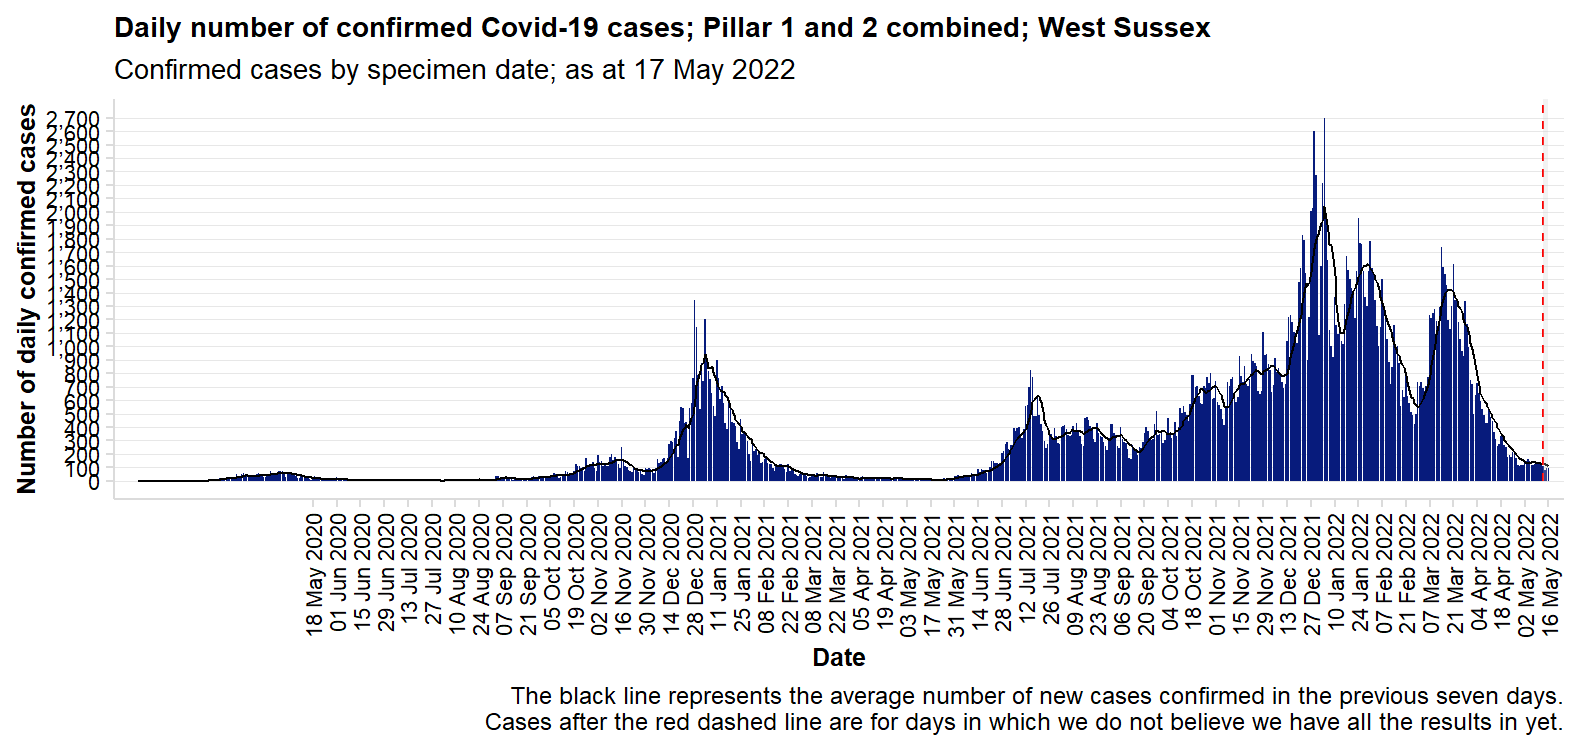 Daily number of confirmed Covid-19 cases; Pillar 1 and 2 combined; West Sussex
Confirmed cases by specimen date; as at 17 May 2022
Number of daily confirmed cases
2,700
2,600
2,500
2,400
2,300
2,200
2,100
2,000
1,900
1,800
1,700
1,600
1,500
1,400
1,300
1,200
1,100
1,000
900
800
700
600
500
400
300
200
100
0
18 May 2020
01 Jun 2020
15 Jun 2020
29 Jun 2020
13 Jul 2020
27 Jul 2020
10 Aug 2020
24 Aug 2020
07 Sep 2020
21 Sep 2020
05 Oct 2020
19 Oct 2020
02 Nov 2020
16 Nov 2020
30 Nov 2020
14 Dec 2020
28 Dec 2020
11 Jan 2021
25 Jan 2021
08 Feb 2021
22 Feb 2021
08 Mar 2021
22 Mar 2021
05 Apr 2021
19 Apr 2021
03 May 2021
17 May 2021
31 May 2021
14 Jun 2021
28 Jun 2021
12 Jul 2021
26 Jul 2021
09 Aug 2021
23 Aug 2021
06 Sep 2021
20 Sep 2021
04 Oct 2021
18 Oct 2021
01 Nov 2021
15 Nov 2021
29 Nov 2021
13 Dec 2021
27 Dec 2021
10 Jan 2022
24 Jan 2022
07 Feb 2022
21 Feb 2022
07 Mar 2022
21 Mar 2022
04 Apr 2022
18 Apr 2022
02 May 2022
16 May 2022
Date
The black line represents the average number of new cases confirmed in the previous seven days.
Cases after the red dashed line are for days in which we do not believe we have all the results in yet.